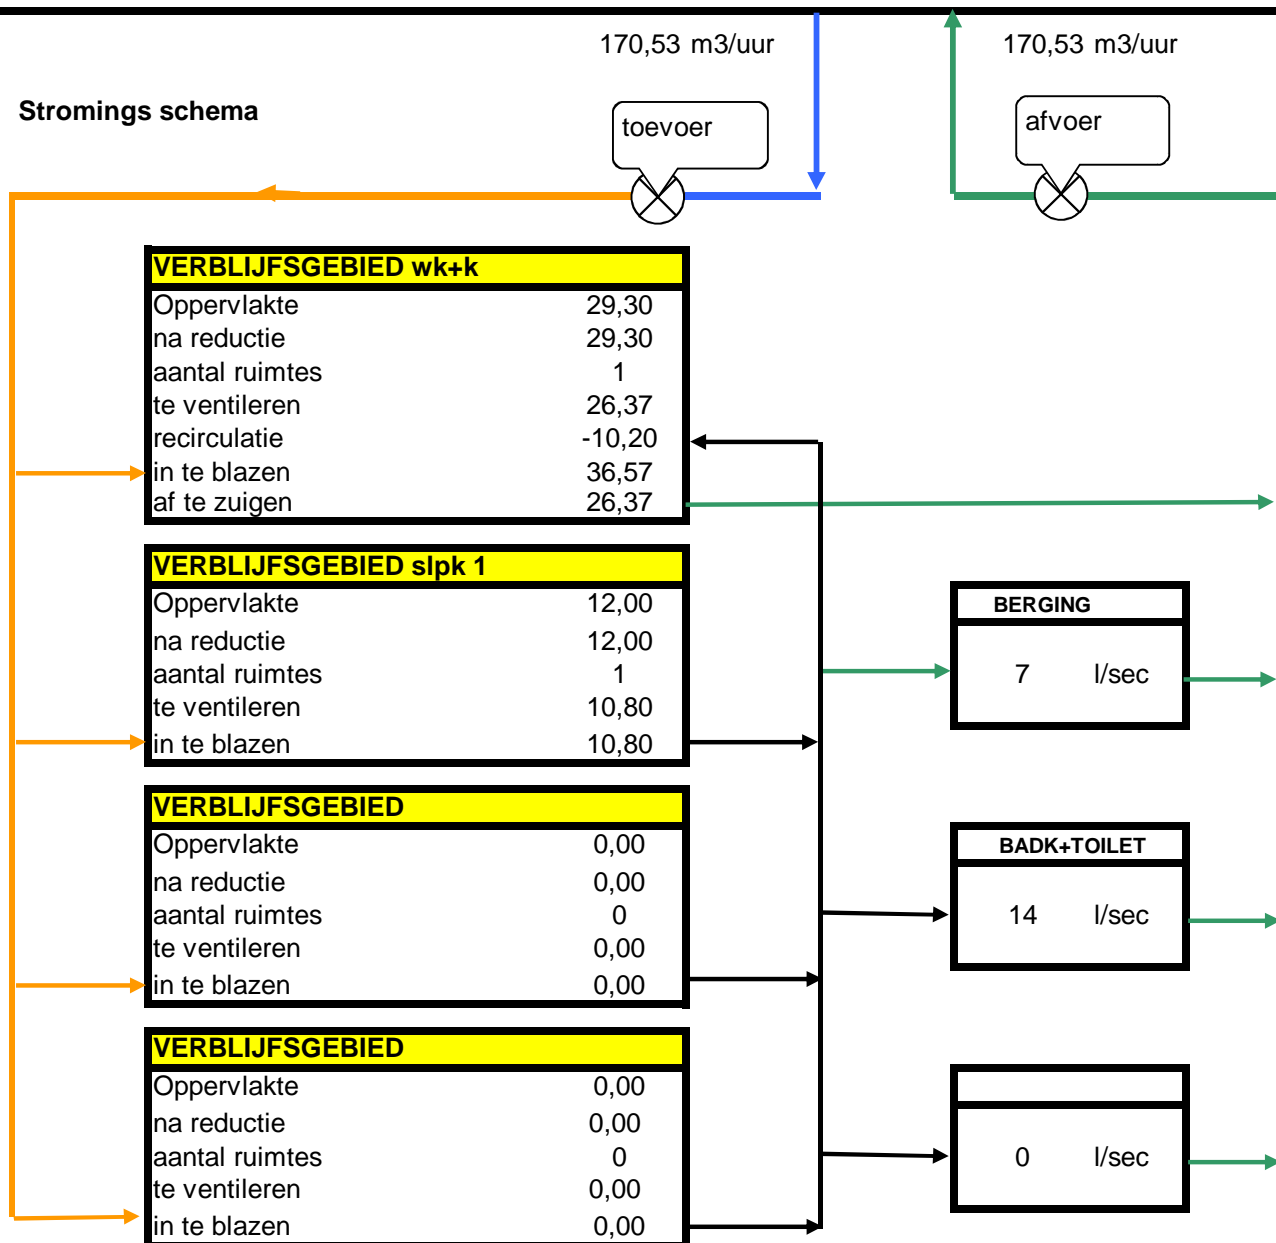 170,53 m3/uur 170,53 m3/uur
Stromings schema
toevoer afvoer
VERBLIJFSGEBIED wk+k
Oppervlakte 29,30
na reductie 29,30
aantal ruimtes 1
te ventileren 26,37
recirculatie -10,20
in te blazen 36,57
af te zuigen 26,37
VERBLIJFSGEBIED slpk 1
Oppervlakte 12,00
na reductie 12,00
aantal ruimtes 1
te ventileren 10,80
in te blazen 10,80
BERGING
7 l/sec
VERBLIJFSGEBIED
Oppervlakte 0,00
na reductie 0,00
aantal ruimtes 0
te ventileren 0,00
in te blazen 0,00
BADK+TOILET
14 l/sec
VERBLIJFSGEBIED
Oppervlakte 0,00
na reductie 0,00
aantal ruimtes 0
te ventileren 0,00
in te blazen 0,00
0 l/sec